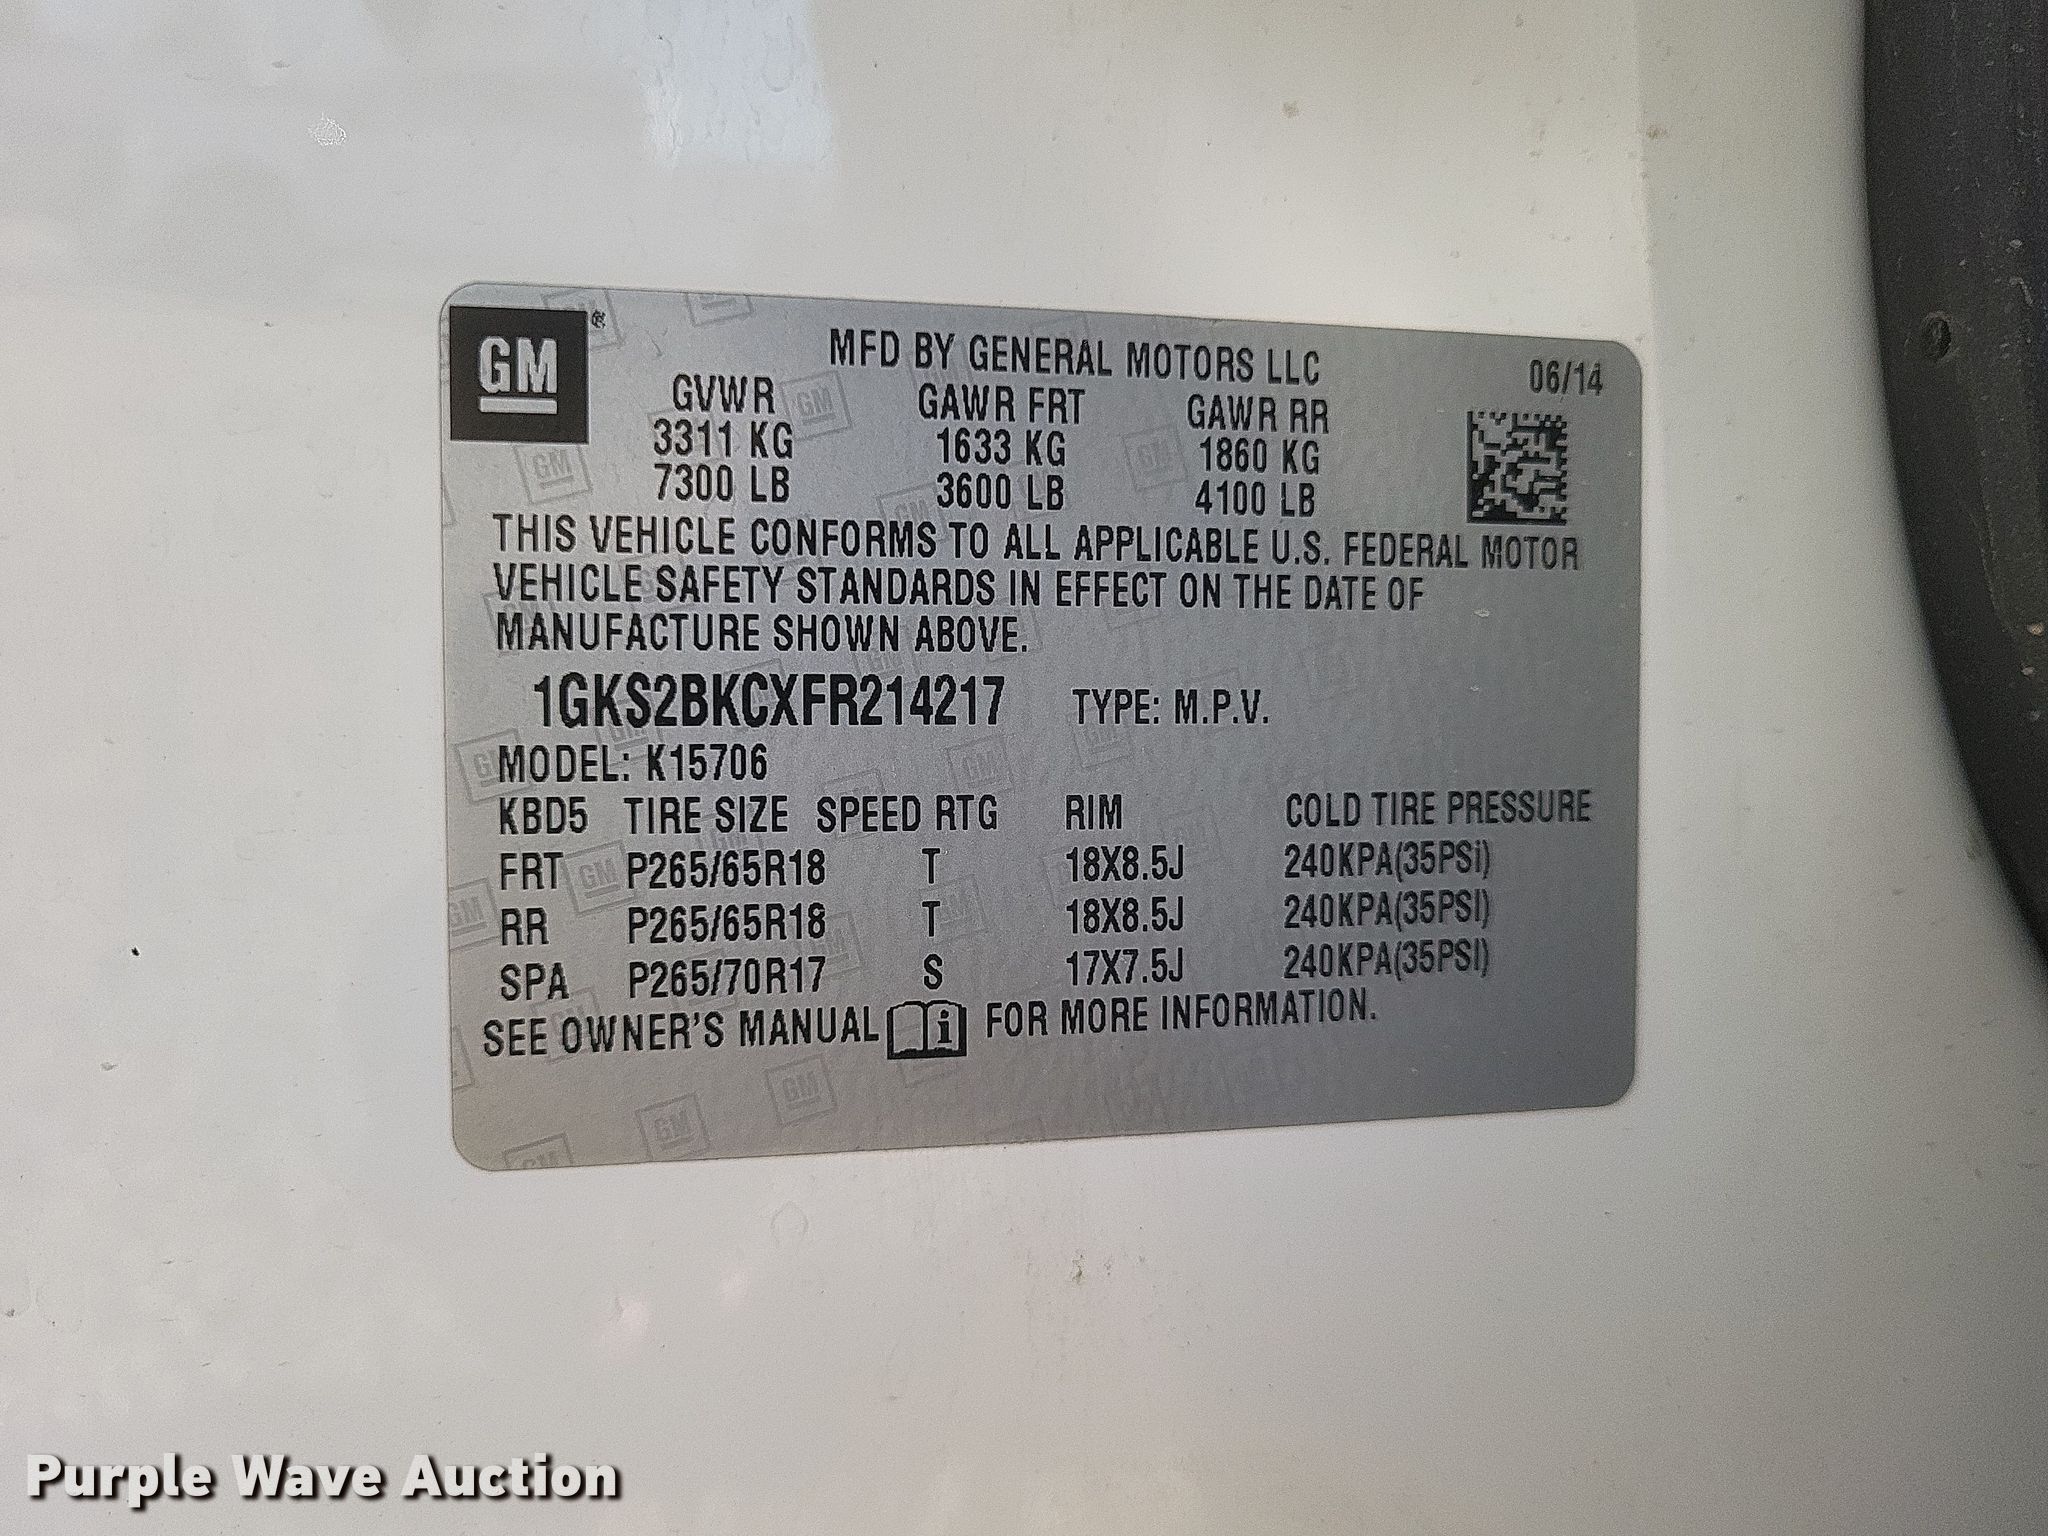 GM
MFD BY GENERAL MOTORS LLC 06/14
GVWR GAWR FRT GAWR RR
3311 KG 1633 KG 1860 KG
7300 LB 3600 LB 4100 LB
THIS VEHICLE CONFORMS TO ALL APPLICABLE U.S. FEDERAL MOTOR
VEHICLE SAFETY STANDARDS IN EFFECT ON THE DATE OF
MANUFACTURE SHOWN ABOVE.
1GKS2BKCXFR214217 TYPE: M.P.V.
MODEL: K15706
KBD5 TIRE SIZE SPEED RTG RIM COLD TIRE PRESSURE
FRT P265/65R18 T 18X8.5J 240KPA(35PSi)
RR P265/65R18 T 18X8.5J 240KPA(35PSI)
SPA P265/70R17 S 17X7.5J 240KPA(35PSI)
SEE OWNER'S MANUAL i FOR MORE INFORMATION.
Purple Wave Auction